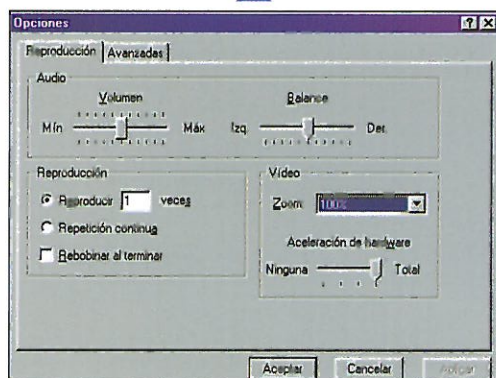 Opciones
Reproducción Avanzadas
Audio
Volumen Balance
Mín Máx Izq. Der.
Reproducción
Reproducir 1 veces
Repetición continua
Rebobinar al terminar
Vídeo
Zoom: 100%
Aceleración de hardware
Ninguna Total
Aceptar Cancelar Aplicar